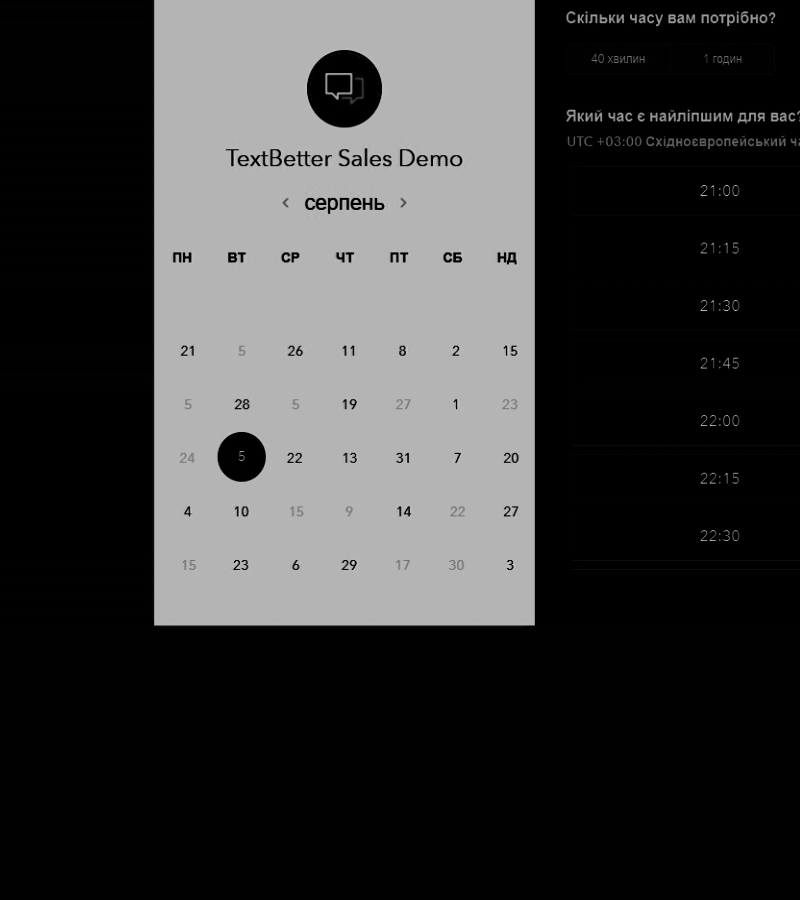 TextBetter Sales Demo
серпень
ПН ВТ СР ЧТ ПТ СБ НД
21 5 26 11 8 2 15
5 28 5 19 27 1 23
24 5 22 13 31 7 20
4 10 15 9 14 22 27
15 23 6 29 17 30 3
Скільки часу вам потрібно?
40 хвилин 1 годин
Який час є найліпшим для вас?
UTC +03:00 Східноєвропейський ча
21:00
21:15
21:30
21:45
22:00
22:15
22:30